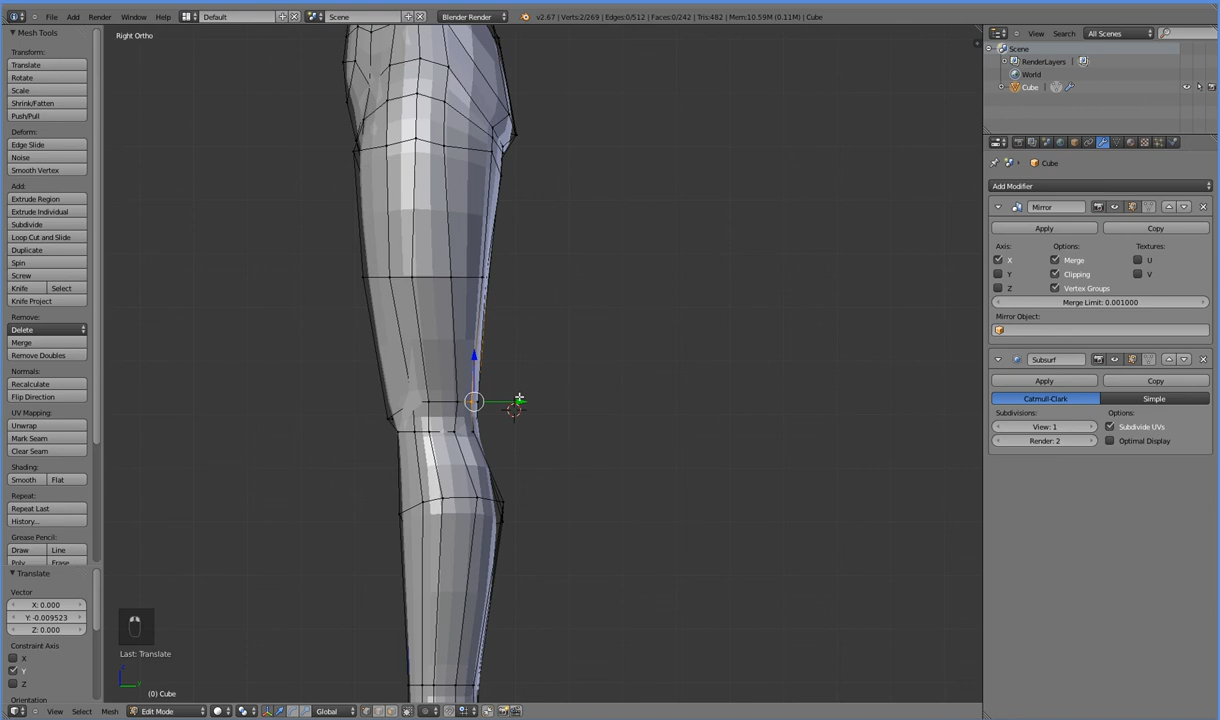 File Add Render Window Help Default Scene Blender Render v2.67 | Verts:2/269 | Edges:0/512 | Faces:0/242 | Tris:482 | Mem:10.59M (0.11M) | Cube
Mesh Tools
Transform:
Translate
Rotate
Scale
Shrink/Fatten
Push/Pull
Deform:
Edge Slide
Noise
Smooth Vertex
Add:
Extrude Region
Extrude Individual
Subdivide
Loop Cut and Slide
Duplicate
Spin
Screw
Knife Select
Knife Project
Remove:
Delete
Merge
Remove Doubles
Normals:
Recalculate
Flip Direction
UV Mapping:
Unwrap
Mark Seam
Clear Seam
Shading:
Smooth Flat
Repeat:
Repeat Last
History...
Grease Pencil:
Draw Line
Poly Erase
Translate
Vector
X: 0.000
Y: -0.009523
Z: 0.000
Constraint Axis
X
Y
Z
Orientation
Right Ortho
Last: Translate
(0) Cube
View Select Mesh Edit Mode Global
View Search All Scenes
Scene
RenderLayers |
World
Cube |
Cube
Add Modifier
Mirror
Apply Copy
Axis: Options: Textures:
X Merge U
Y Clipping V
Z Vertex Groups
Merge Limit: 0.001000
Mirror Object:
Subsurf
Apply Copy
Catmull-Clark Simple
Subdivisions: Options:
View: 1 Subdivide UVs
Render: 2 Optimal Display